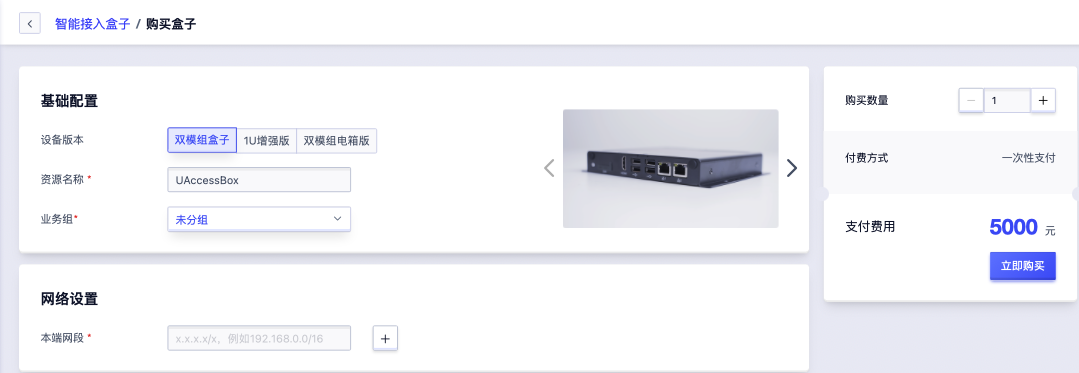 智能接入盒子 / 购买盒子
基础配置
设备版本 双模组盒子 1U增强版 双模组电箱版
资源名称 * UAccessBox
业务组* 未分组
网络设置
本端网段 * x.x.x.x/x，例如192.168.0.0/16 +
购买数量 − 1 +
付费方式 一次性支付
支付费用 5000 元
立即购买